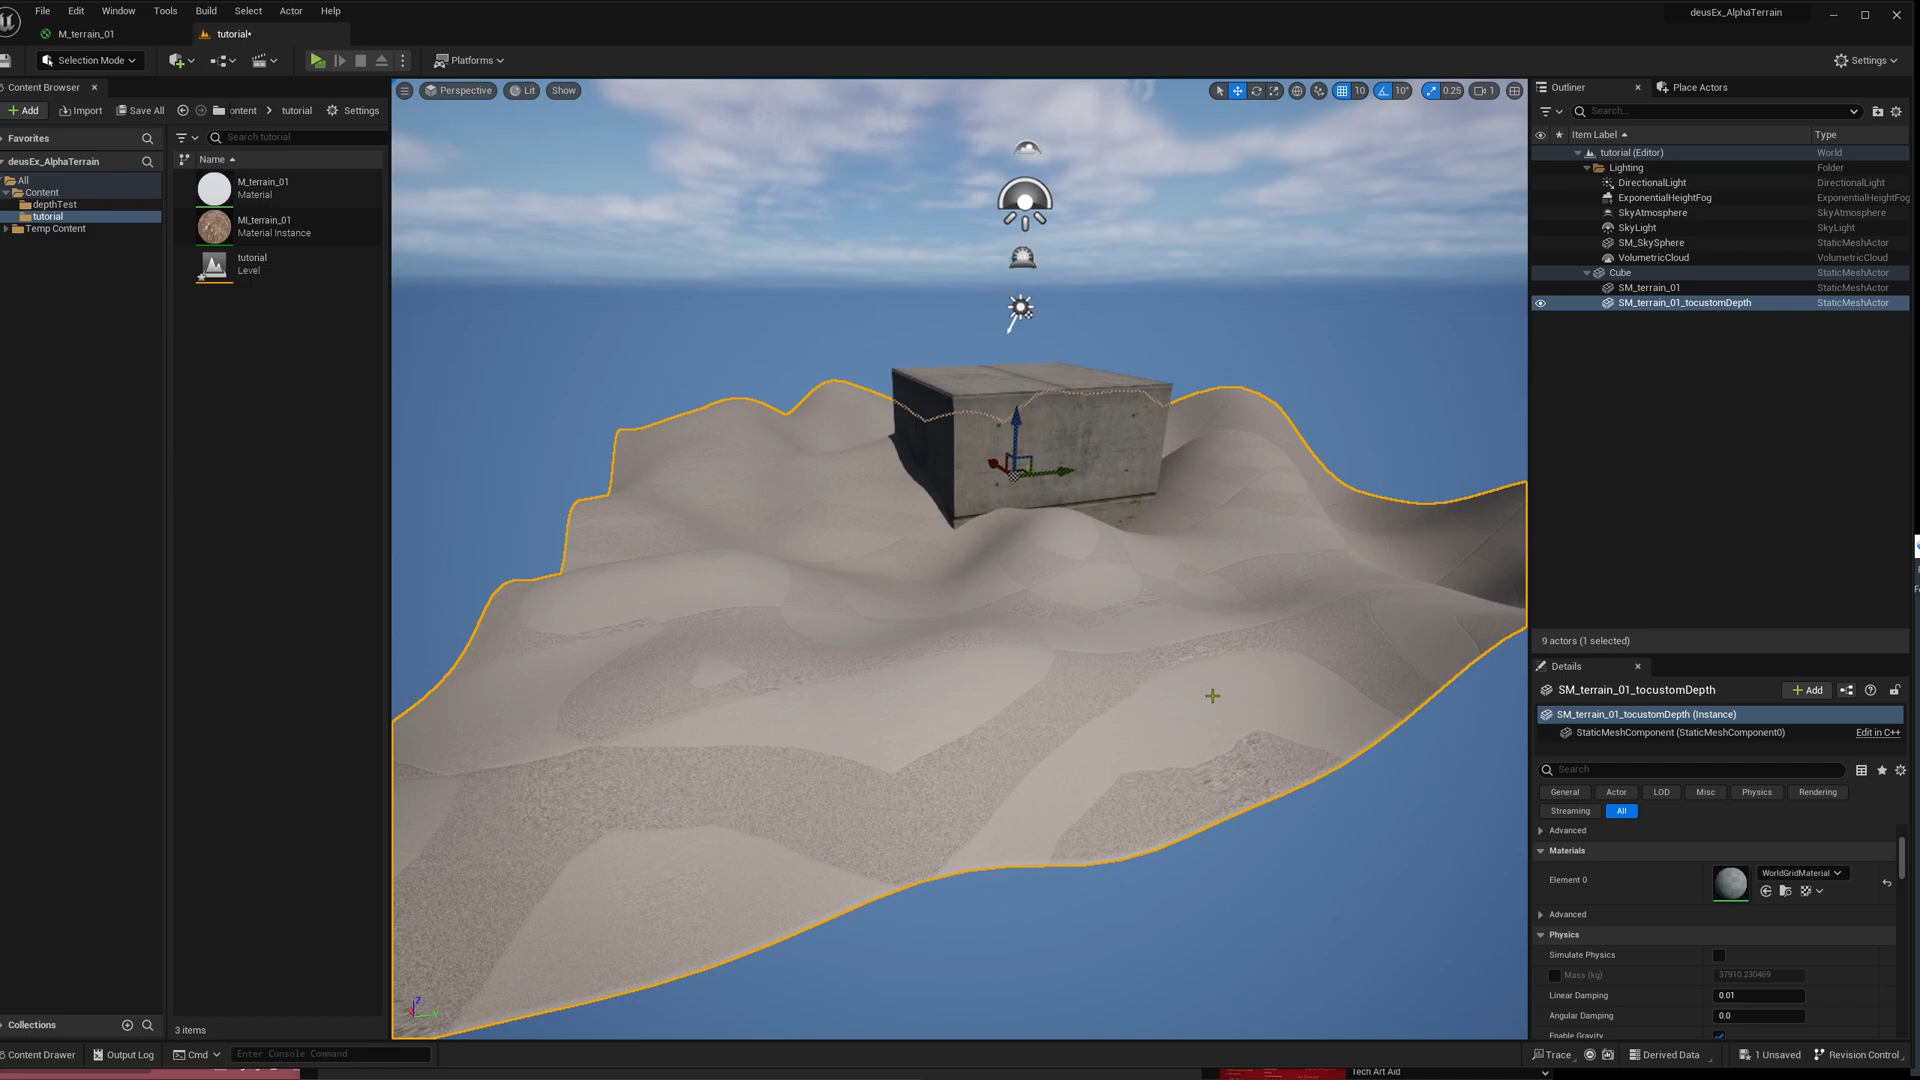 File Edit Window Tools Build Select Actor Help
deusEx_AlphaTerrain
M_terrain_01
tutorial•
Selection Mode
Platforms
Settings
Content Browser
Add
Import
Save All
ontent
tutorial
Settings
Favorites
deusEx_AlphaTerrain
All
Content
depthTest
tutorial
Temp Content
Search tutorial
Name
M_terrain_01
Material
MI_terrain_01
Material Instance
tutorial
Level
3 items
Collections
Perspective
Lit
Show
10
10°
0.25
1
Z
Y
Outliner
Place Actors
Search...
Item Label
Type
tutorial (Editor) World
Lighting Folder
DirectionalLight DirectionalLight
ExponentialHeightFog ExponentialHeightFog
SkyAtmosphere SkyAtmosphere
SkyLight SkyLight
SM_SkySphere StaticMeshActor
VolumetricCloud VolumetricCloud
Cube StaticMeshActor
SM_terrain_01 StaticMeshActor
SM_terrain_01_tocustomDepth StaticMeshActor
9 actors (1 selected)
Details
SM_terrain_01_tocustomDepth
Add
SM_terrain_01_tocustomDepth (Instance)
StaticMeshComponent (StaticMeshComponent0) Edit in C++
Search
General Actor LOD Misc Physics Rendering
Streaming All
Advanced
Materials
Element 0
WorldGridMaterial
Advanced
Physics
Simulate Physics
Mass (kg) 37910.230469
Linear Damping 0.01
Angular Damping 0.0
Enable Gravity
Content Drawer
Output Log
Cmd
Enter Console Command
Trace
Derived Data
1 Unsaved
Revision Control
Tech Art Aid